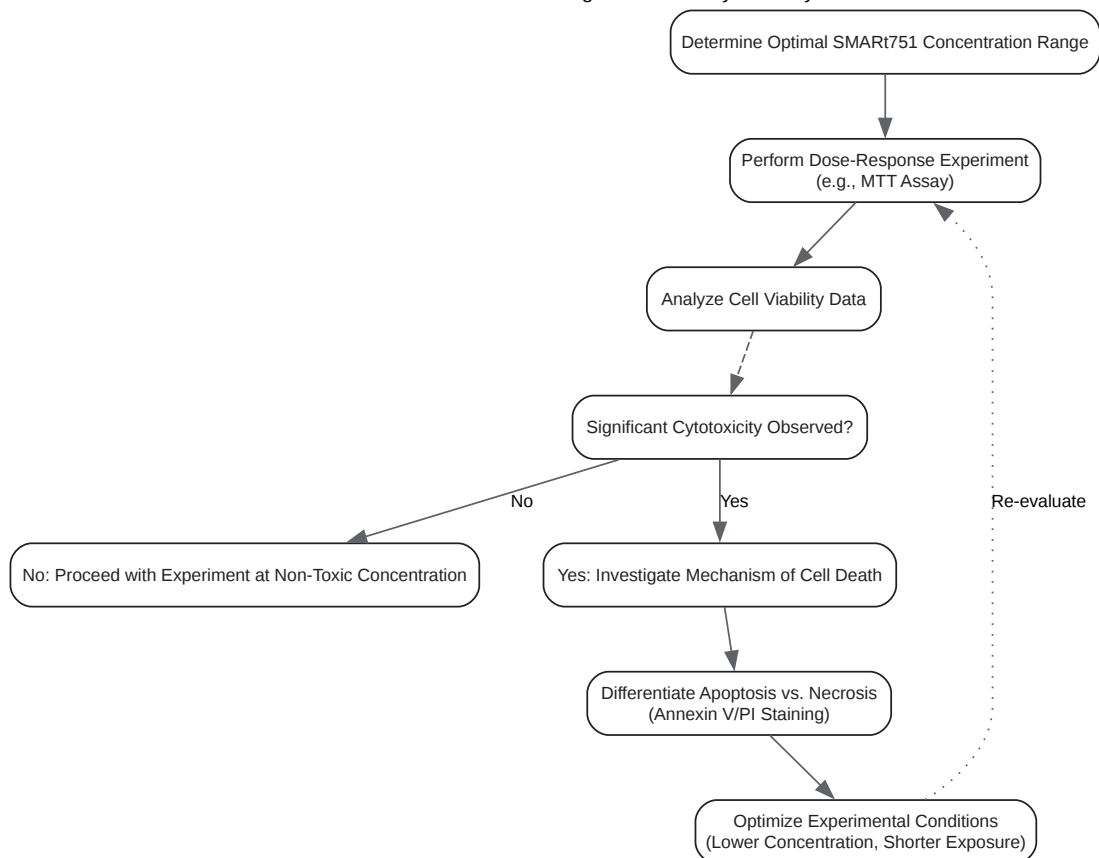 Determine Optimal SMARt751 Concentration Range
Perform Dose-Response Experiment
(e.g., MTT Assay)
Analyze Cell Viability Data
Significant Cytotoxicity Observed?
No
Yes
Re-evaluate
No: Proceed with Experiment at Non-Toxic Concentration
Yes: Investigate Mechanism of Cell Death
Differentiate Apoptosis vs. Necrosis
(Annexin V/PI Staining)
Optimize Experimental Conditions
(Lower Concentration, Shorter Exposure)